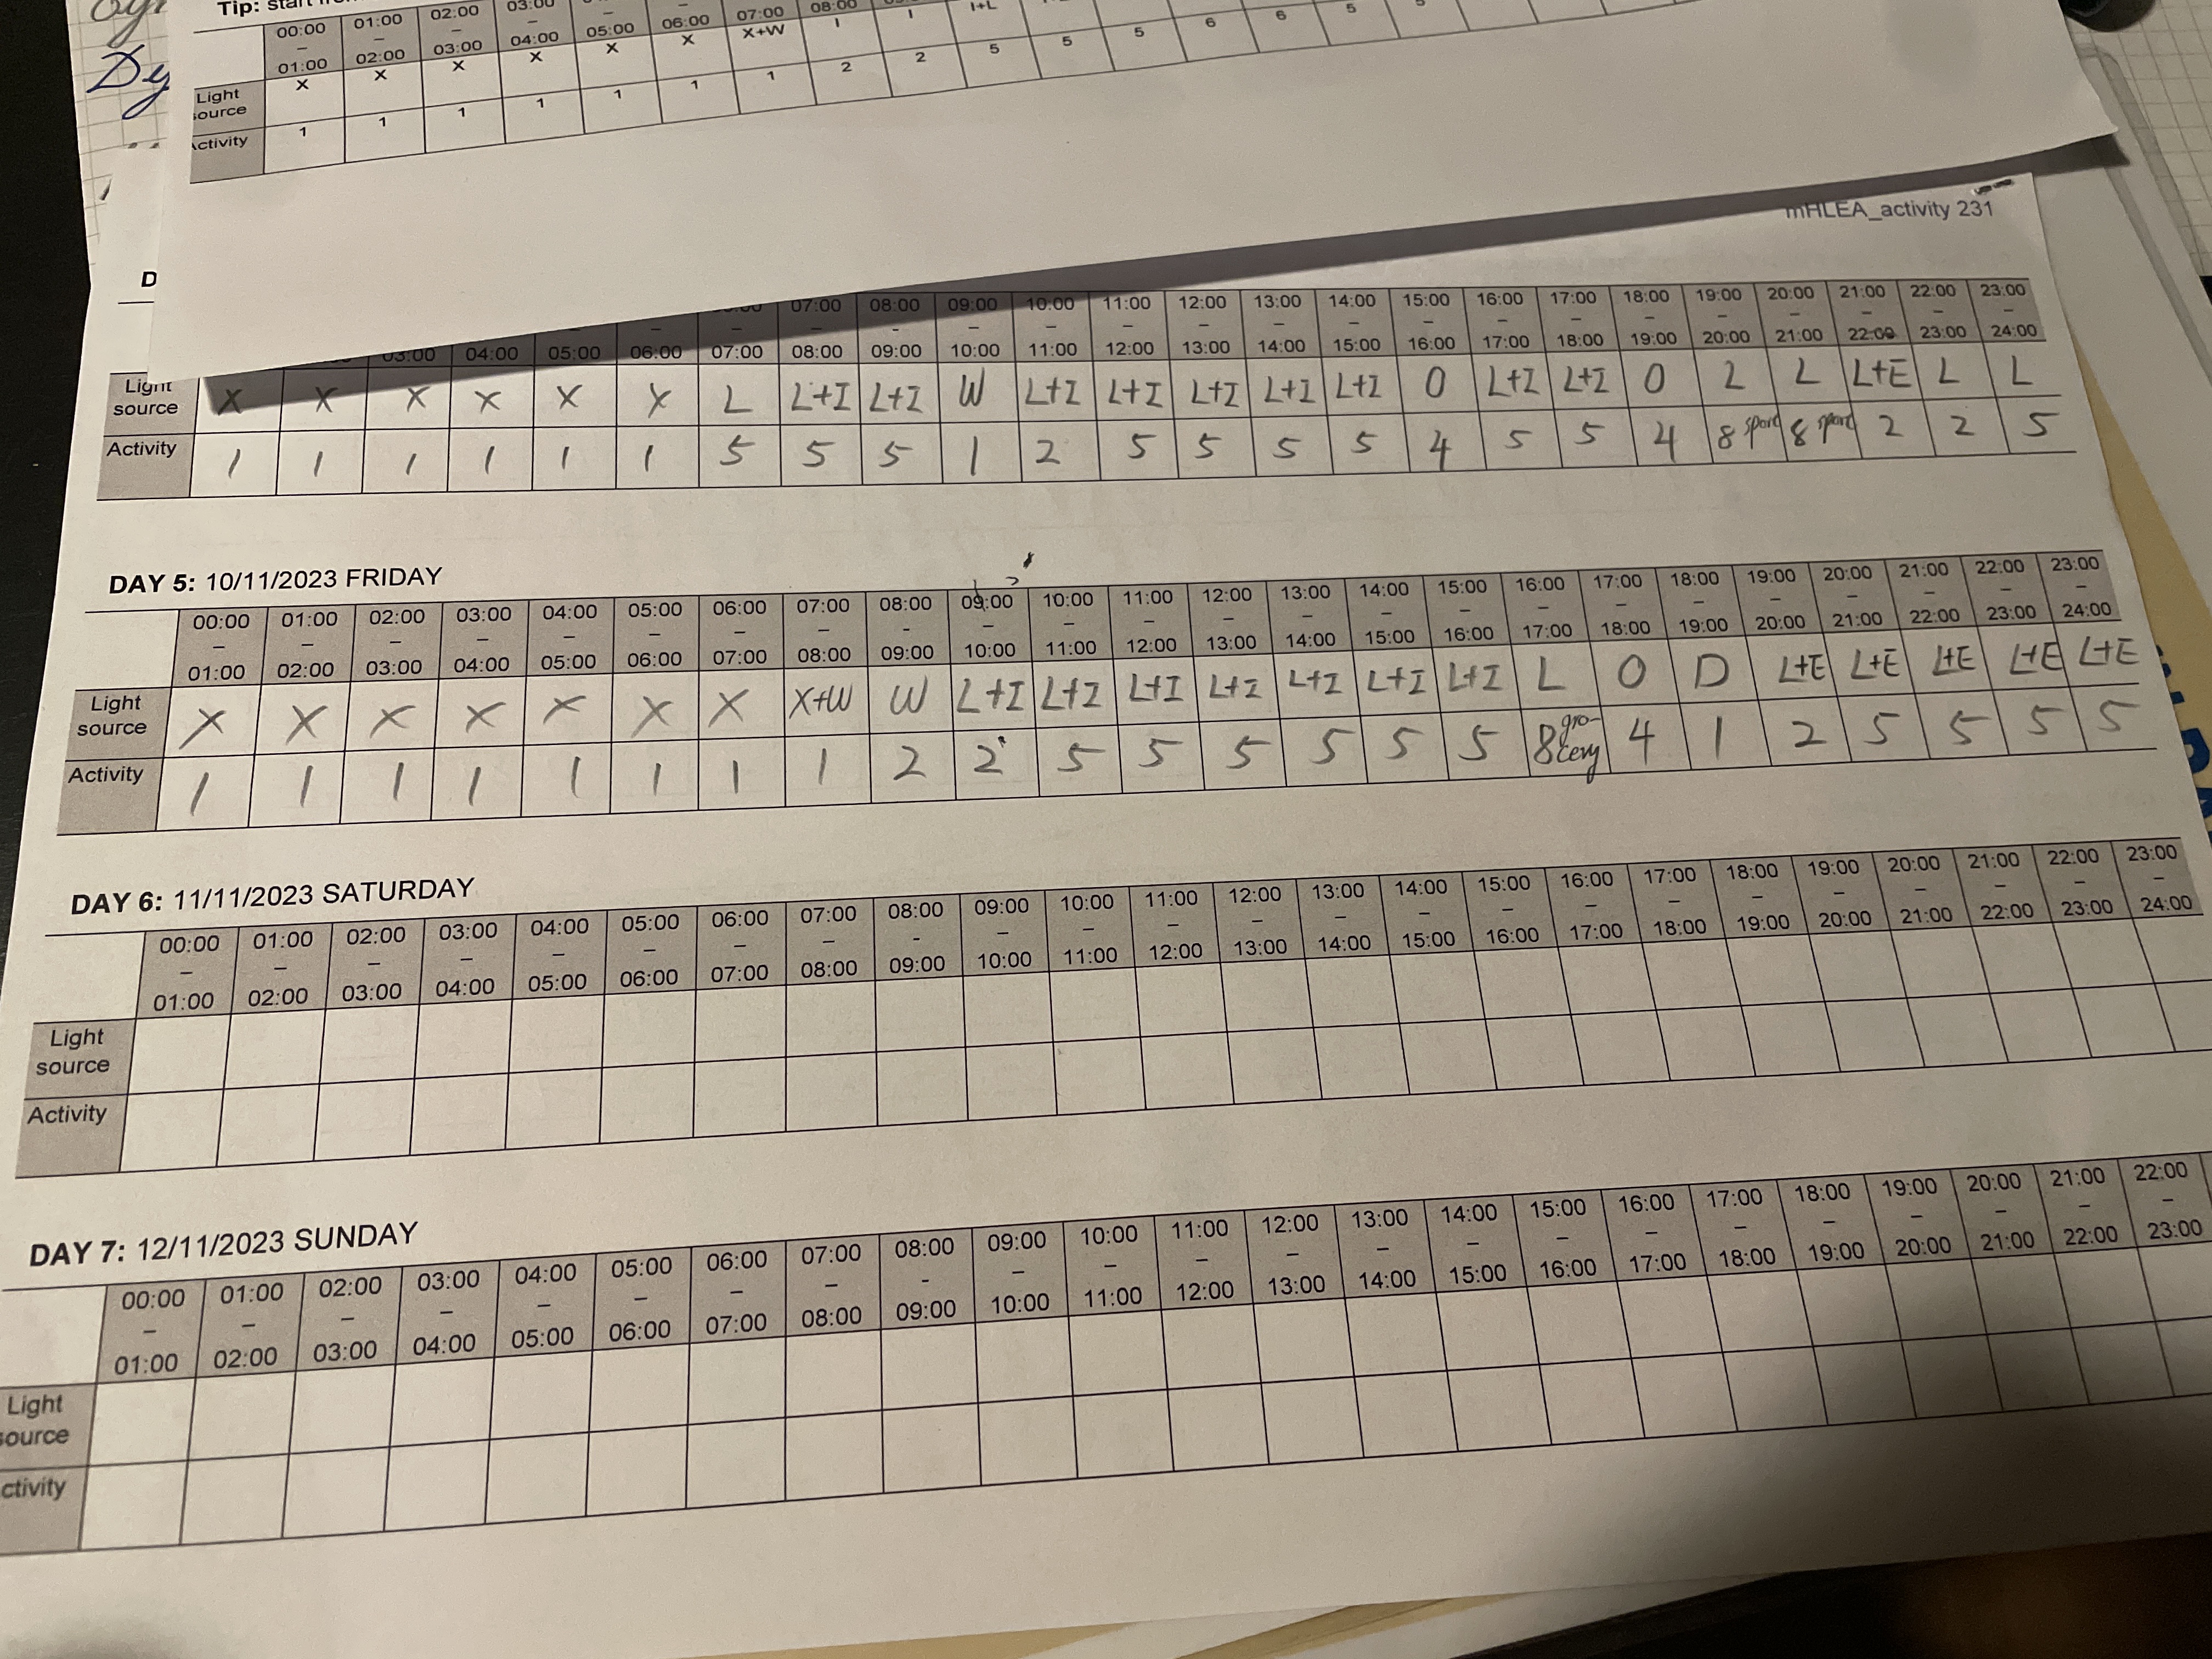 Tip: start
00:00 01:00 02:00 03:00
– – – –
01:00 02:00 03:00 04:00 05:00 06:00 07:00 08:00
Light source X X X X X X X+W I I I+L
1 1 1 1 1 1 1 2 2 5 5 5 6 6 5
mHLEA_activity 231
D
07:00 08:00 09:00 10:00 11:00 12:00 13:00 14:00 15:00 16:00 17:00 18:00 19:00 20:00 21:00 22:00 23:00
– – – – – – – – – – – – – – – – – –
03:00 04:00 05:00 06:00 07:00 08:00 09:00 10:00 11:00 12:00 13:00 14:00 15:00 16:00 17:00 18:00 19:00 20:00 21:00 22:00 23:00 24:00
Light source X X X X X X L L+I L+I W L+I L+I L+I L+I L+I O L+I L+I O L L L+E L L
Activity 1 1 1 1 1 1 5 5 5 1 2 5 5 5 5 4 5 5 4 8 sport 8 sport 2 2 5
DAY 5: 10/11/2023 FRIDAY
00:00 01:00 02:00 03:00 04:00 05:00 06:00 07:00 08:00 09:00 10:00 11:00 12:00 13:00 14:00 15:00 16:00 17:00 18:00 19:00 20:00 21:00 22:00 23:00
– – – – – – – – – – – – – – – – – – – – – – – –
01:00 02:00 03:00 04:00 05:00 06:00 07:00 08:00 09:00 10:00 11:00 12:00 13:00 14:00 15:00 16:00 17:00 18:00 19:00 20:00 21:00 22:00 23:00 24:00
Light source X X X X X X X X+W W L+I L+I L+I L+I L+I L+I L+I L O D L+E L+E L+E L+E L+E
Activity 1 1 1 1 1 1 1 1 2 2 5 5 5 5 5 5 8 4 1 2 5 5 5 5
DAY 6: 11/11/2023 SATURDAY
00:00 01:00 02:00 03:00 04:00 05:00 06:00 07:00 08:00 09:00 10:00 11:00 12:00 13:00 14:00 15:00 16:00 17:00 18:00 19:00 20:00 21:00 22:00 23:00
– – – – – – – – – – – – – – – – – – – – – – – –
01:00 02:00 03:00 04:00 05:00 06:00 07:00 08:00 09:00 10:00 11:00 12:00 13:00 14:00 15:00 16:00 17:00 18:00 19:00 20:00 21:00 22:00 23:00 24:00
Light source
Activity
DAY 7: 12/11/2023 SUNDAY
00:00 01:00 02:00 03:00 04:00 05:00 06:00 07:00 08:00 09:00 10:00 11:00 12:00 13:00 14:00 15:00 16:00 17:00 18:00 19:00 20:00 21:00 22:00
– – – – – – – – – – – – – – – – – – – – – – –
01:00 02:00 03:00 04:00 05:00 06:00 07:00 08:00 09:00 10:00 11:00 12:00 13:00 14:00 15:00 16:00 17:00 18:00 19:00 20:00 21:00 22:00 23:00
Light source
ctivity